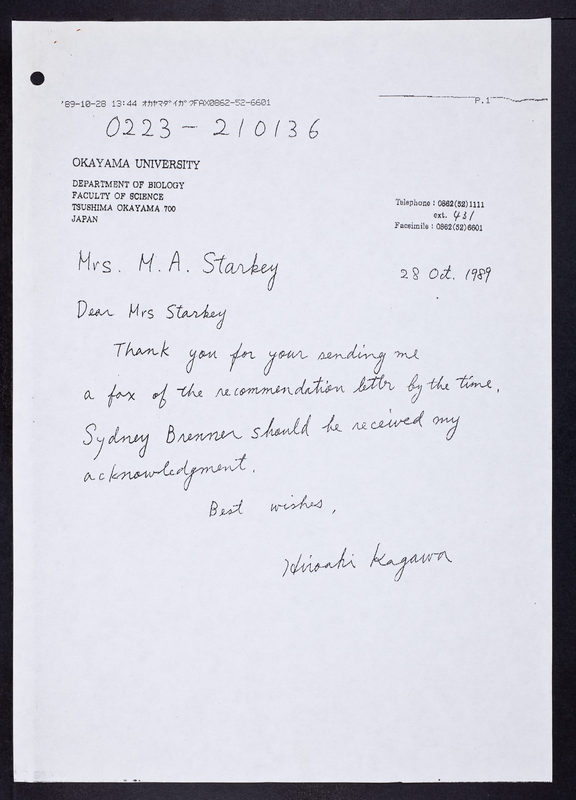 '89-10-28 13:44 ｵｶﾔﾏﾀﾞｲｶﾞｸFAX0862-52-6601 P.1
0223-210136
OKAYAMA UNIVERSITY
DEPARTMENT OF BIOLOGY
FACULTY OF SCIENCE
TSUSHIMA OKAYAMA 700
JAPAN
Telephone : 0862(52)1111
ext. 431
Facsimile : 0862(52)6601
Mrs. M. A. Starkey
28 Oct. 1989
Dear Mrs Starkey
Thank you for your sending me
a fax of the recommendation lettr by the time.
Sydney Brenner should be received my
acknowledgment.
Best wishes,
Hiroaki Kagawa